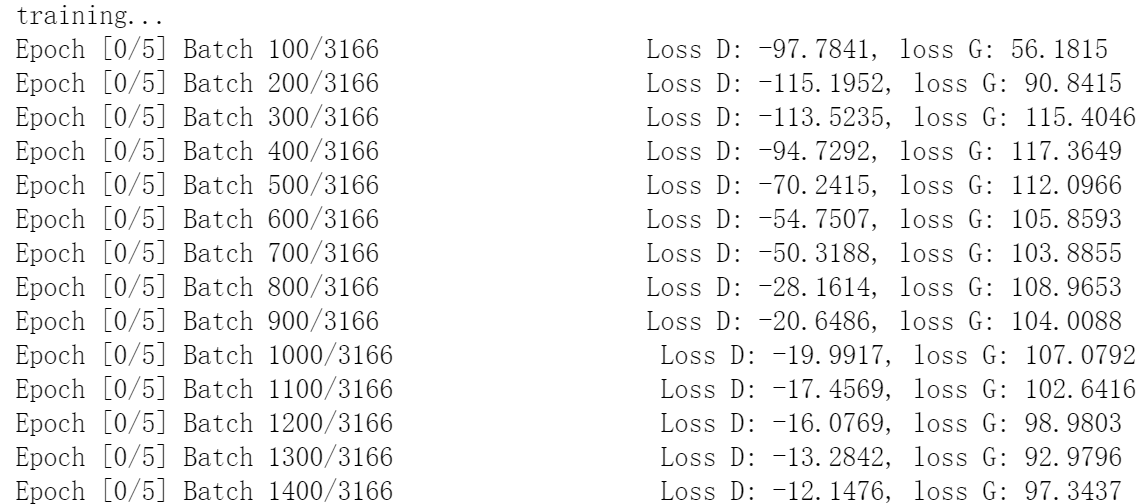 training...
Epoch [0/5] Batch 100/3166 Loss D: -97.7841, loss G: 56.1815
Epoch [0/5] Batch 200/3166 Loss D: -115.1952, loss G: 90.8415
Epoch [0/5] Batch 300/3166 Loss D: -113.5235, loss G: 115.4046
Epoch [0/5] Batch 400/3166 Loss D: -94.7292, loss G: 117.3649
Epoch [0/5] Batch 500/3166 Loss D: -70.2415, loss G: 112.0966
Epoch [0/5] Batch 600/3166 Loss D: -54.7507, loss G: 105.8593
Epoch [0/5] Batch 700/3166 Loss D: -50.3188, loss G: 103.8855
Epoch [0/5] Batch 800/3166 Loss D: -28.1614, loss G: 108.9653
Epoch [0/5] Batch 900/3166 Loss D: -20.6486, loss G: 104.0088
Epoch [0/5] Batch 1000/3166 Loss D: -19.9917, loss G: 107.0792
Epoch [0/5] Batch 1100/3166 Loss D: -17.4569, loss G: 102.6416
Epoch [0/5] Batch 1200/3166 Loss D: -16.0769, loss G: 98.9803
Epoch [0/5] Batch 1300/3166 Loss D: -13.2842, loss G: 92.9796
Epoch [0/5] Batch 1400/3166 Loss D: -12.1476, loss G: 97.3437